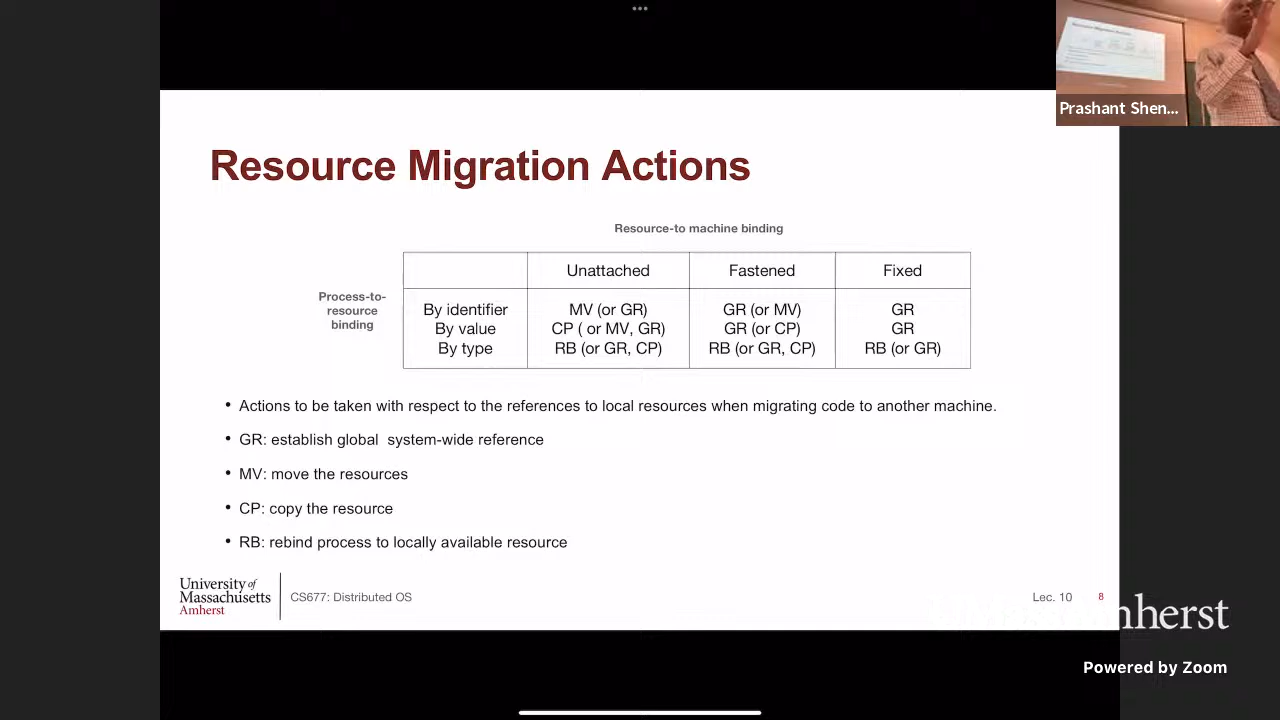 Prashant Shen...
Resource Migration Actions
Resource-to machine binding
Process-to-
resource
binding
Unattached Fastened Fixed
By identifier MV (or GR) GR (or MV) GR
By value CP ( or MV, GR) GR (or CP) GR
By type RB (or GR, CP) RB (or GR, CP) RB (or GR)
• Actions to be taken with respect to the references to local resources when migrating code to another machine.
• GR: establish global system-wide reference
• MV: move the resources
• CP: copy the resource
• RB: rebind process to locally available resource
University of
Massachusetts
Amherst
CS677: Distributed OS
Lec. 10 8
UMassAmherst
Powered by Zoom